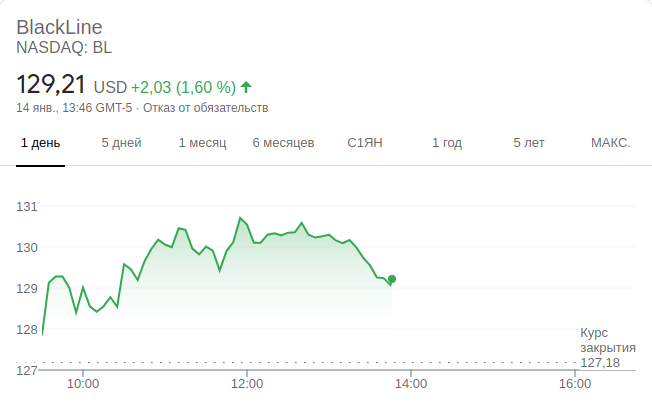 BlackLine
NASDAQ: BL
129,21 USD +2,03 (1,60 %)
14 янв., 13:46 GMT-5 · Отказ от обязательств
1 день 5 дней 1 месяц 6 месяцев С1ЯН 1 год 5 лет МАКС.
131
130
129
128
127
Курс
закрытия
127,18
10:00 12:00 14:00 16:00